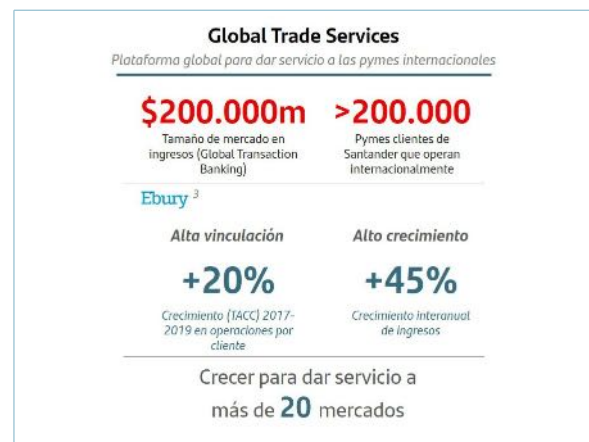 Global Trade Services
Plataforma global para dar servicio a las pymes internacionales
$200.000m
Tamaño de mercado en
ingresos (Global Transaction
Banking)
>200.000
Pymes clientes de
Santander que operan
internacionalmente
Ebury 3
Alta vinculación
+20%
Crecimiento (TACC) 2017-
2019 en operaciones por
cliente
Alto crecimiento
+45%
Crecimiento interanual
de ingresos
Crecer para dar servicio a
más de 20 mercados